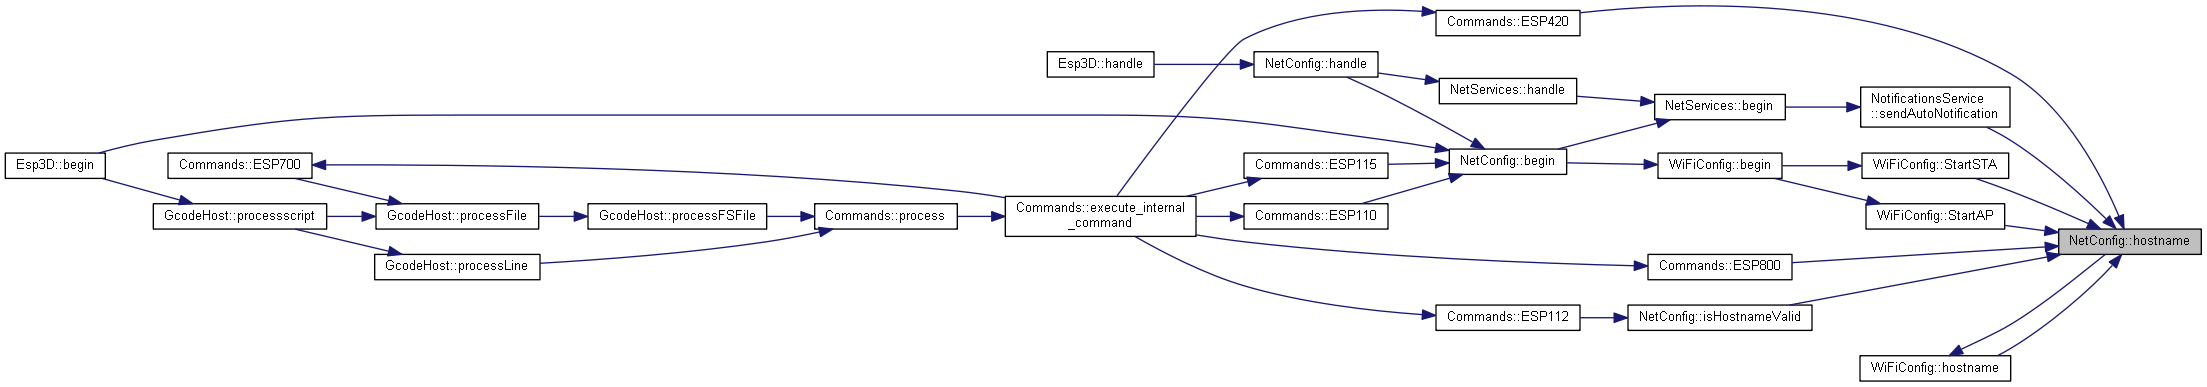 Commands::ESP420
Esp3D::handle
NetConfig::handle
NetServices::handle
NetServices::begin
NotificationsService
::sendAutoNotification
Esp3D::begin
Commands::ESP700
Commands::ESP115
NetConfig::begin
WiFiConfig::begin
WiFiConfig::StartSTA
GcodeHost::processscript
GcodeHost::processFile
GcodeHost::processFSFile
Commands::process
Commands::execute_internal
_command
Commands::ESP110
WiFiConfig::StartAP
NetConfig::hostname
GcodeHost::processLine
Commands::ESP800
Commands::ESP112
NetConfig::isHostnameValid
WiFiConfig::hostname